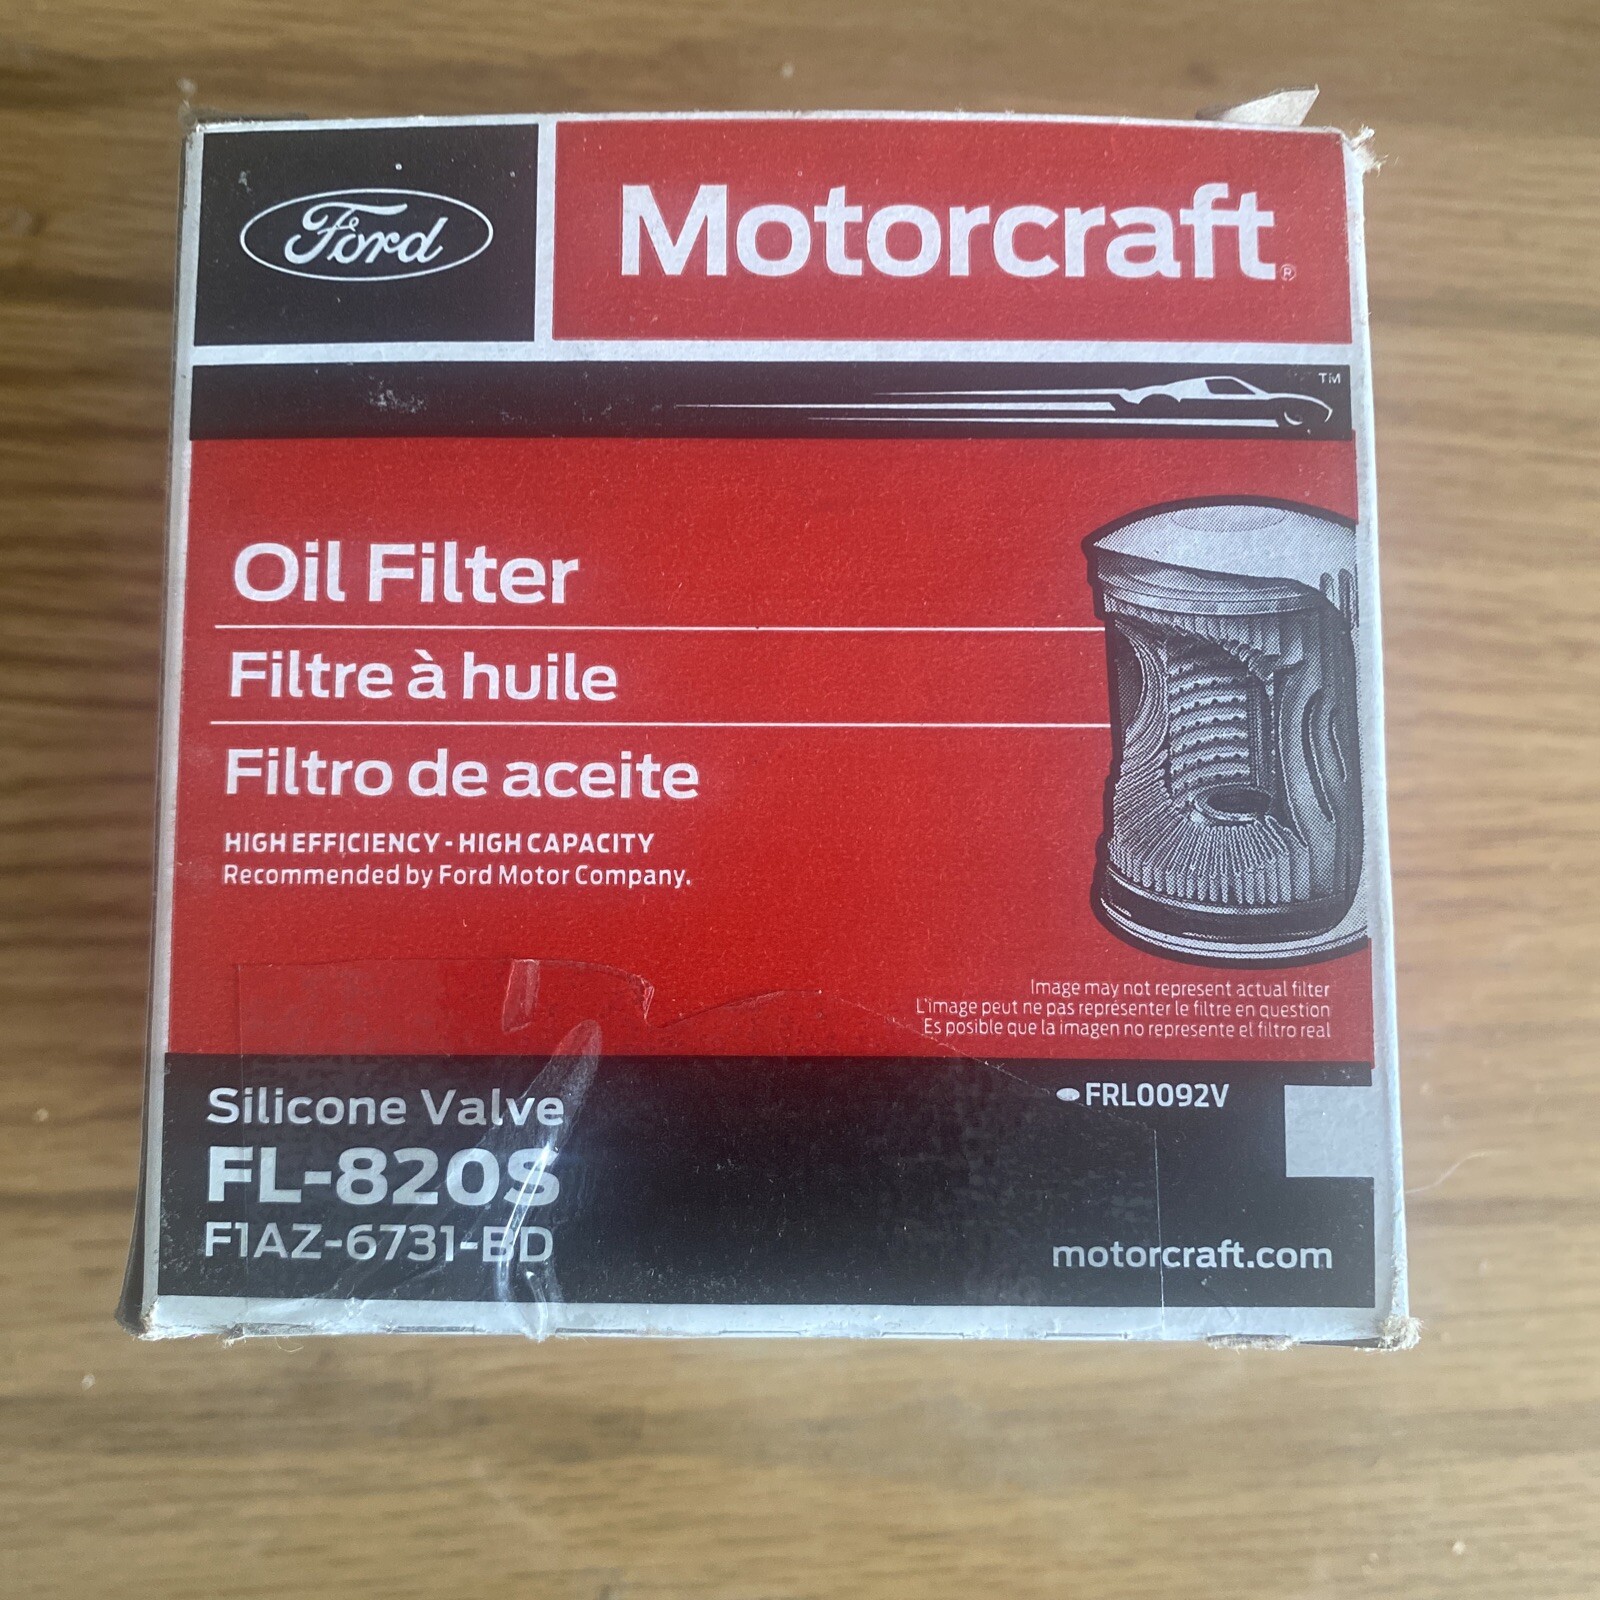 Ford
Motorcraft®
TM
Oil Filter
Filtre à huile
Filtro de aceite
HIGH EFFICIENCY - HIGH CAPACITY
Recommended by Ford Motor Company.
Image may not represent actual filter
L'image peut ne pas représenter le filtre en question
Es posible que la imagen no represente el filtro real
Silicone Valve
FRL0092V
FL-820S
F1AZ-6731-BD
motorcraft.com